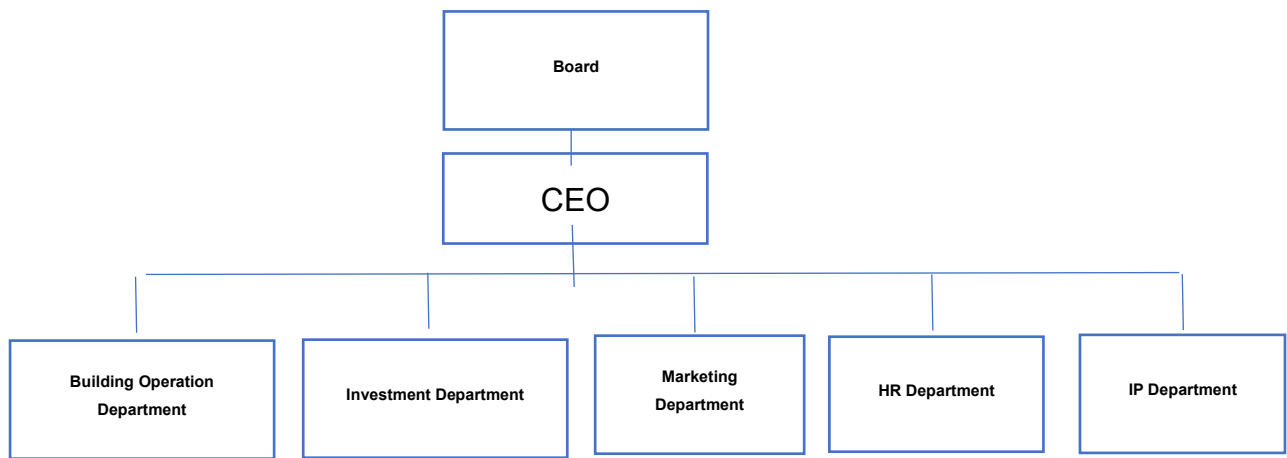 Board
CEO
Building Operation
Department
Investment Department
Marketing
Department
HR Department
IP Department